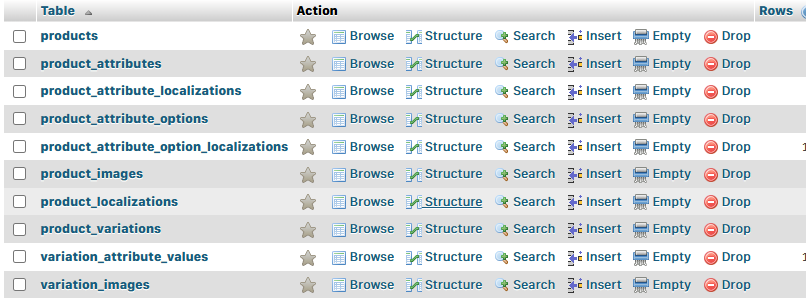 Table Action Rows
products Browse Structure Search Insert Empty Drop
product_attributes Browse Structure Search Insert Empty Drop
product_attribute_localizations Browse Structure Search Insert Empty Drop
product_attribute_options Browse Structure Search Insert Empty Drop
product_attribute_option_localizations Browse Structure Search Insert Empty Drop 1
product_images Browse Structure Search Insert Empty Drop
product_localizations Browse Structure Search Insert Empty Drop
product_variations Browse Structure Search Insert Empty Drop
variation_attribute_values Browse Structure Search Insert Empty Drop 1
variation_images Browse Structure Search Insert Empty Drop